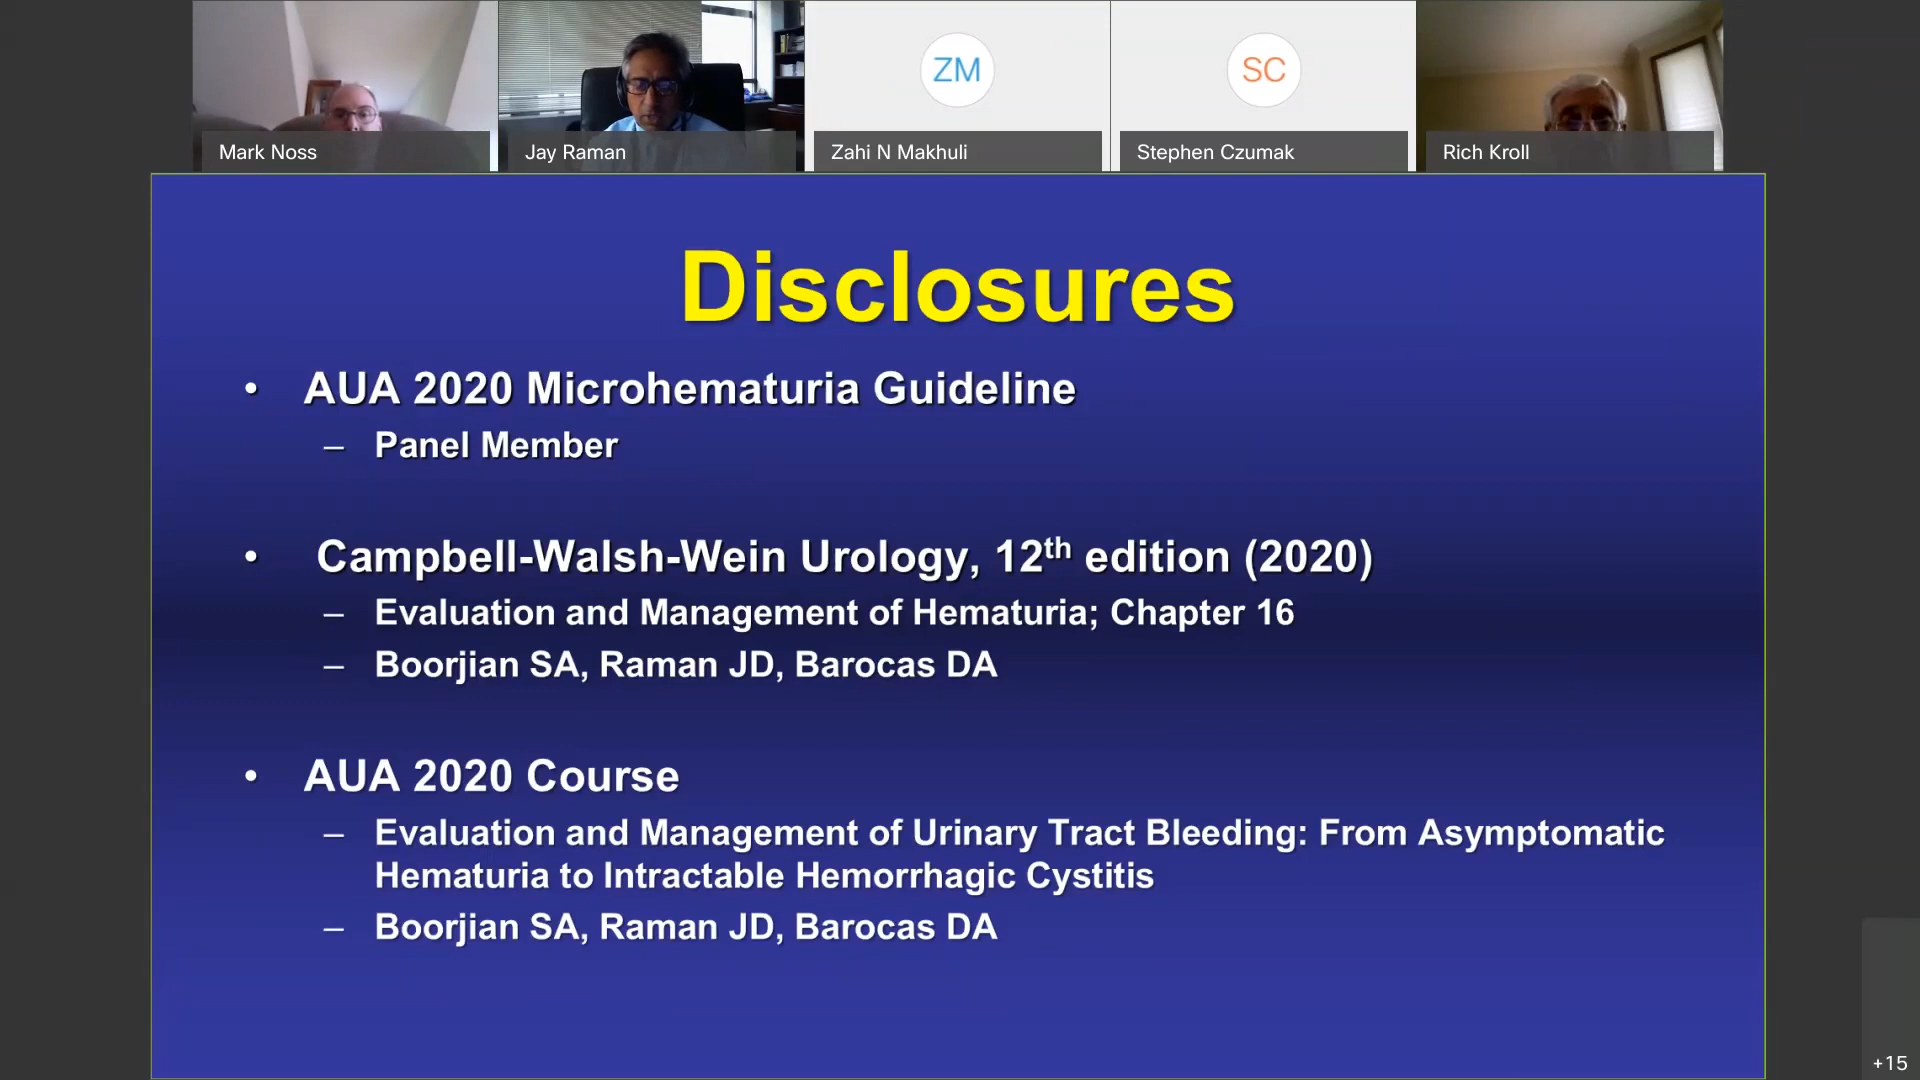 ZM
SC
Mark Noss
Jay Raman
Zahi N Makhuli
Stephen Czumak
Rich Kroll
Disclosures
• AUA 2020 Microhematuria Guideline
– Panel Member
• Campbell-Walsh-Wein Urology, 12th edition (2020)
– Evaluation and Management of Hematuria; Chapter 16
– Boorjian SA, Raman JD, Barocas DA
• AUA 2020 Course
– Evaluation and Management of Urinary Tract Bleeding: From Asymptomatic
Hematuria to Intractable Hemorrhagic Cystitis
– Boorjian SA, Raman JD, Barocas DA
+15